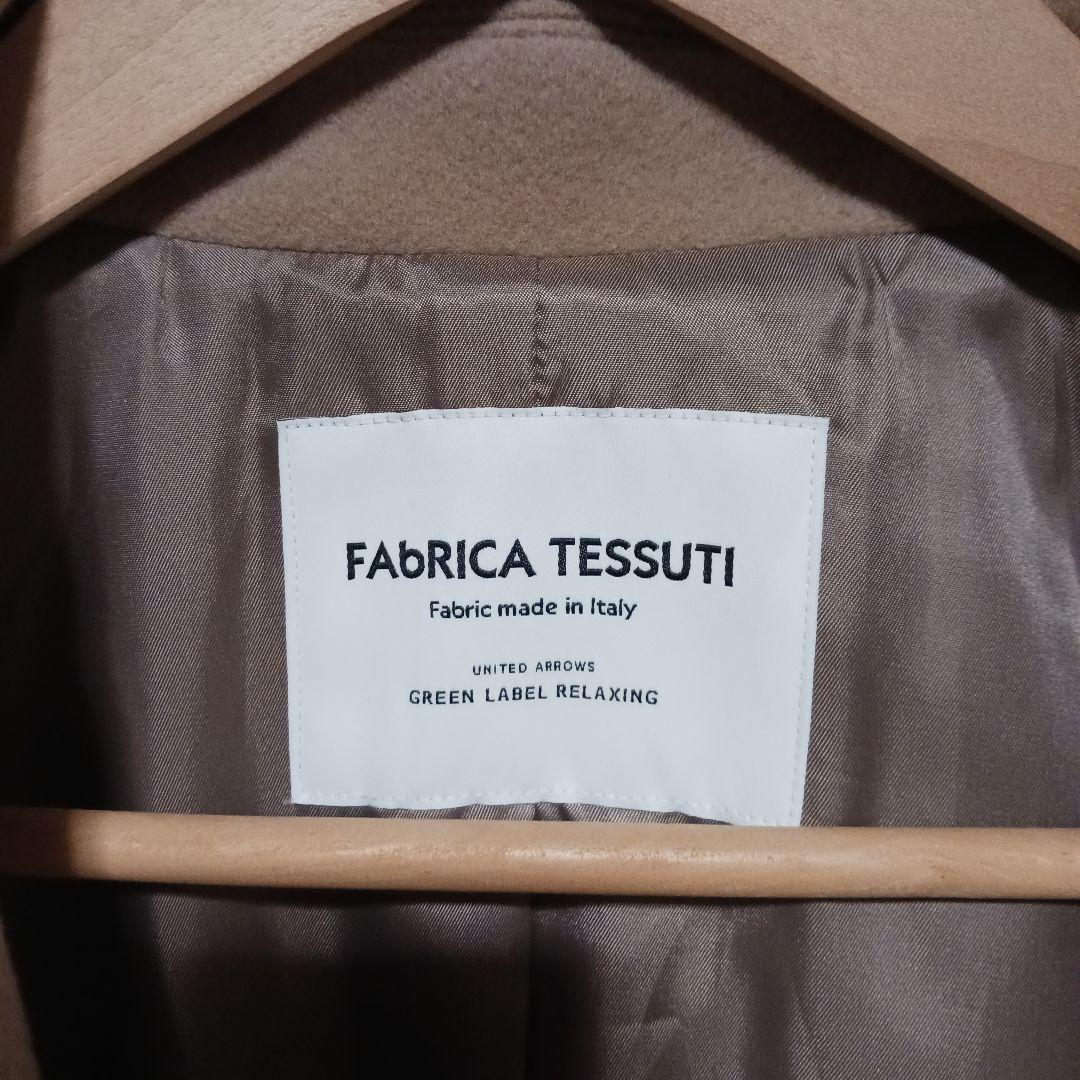 FAbRICA TESSUTI
Fabric made in Italy
UNITED ARROWS
GREEN LABEL RELAXING